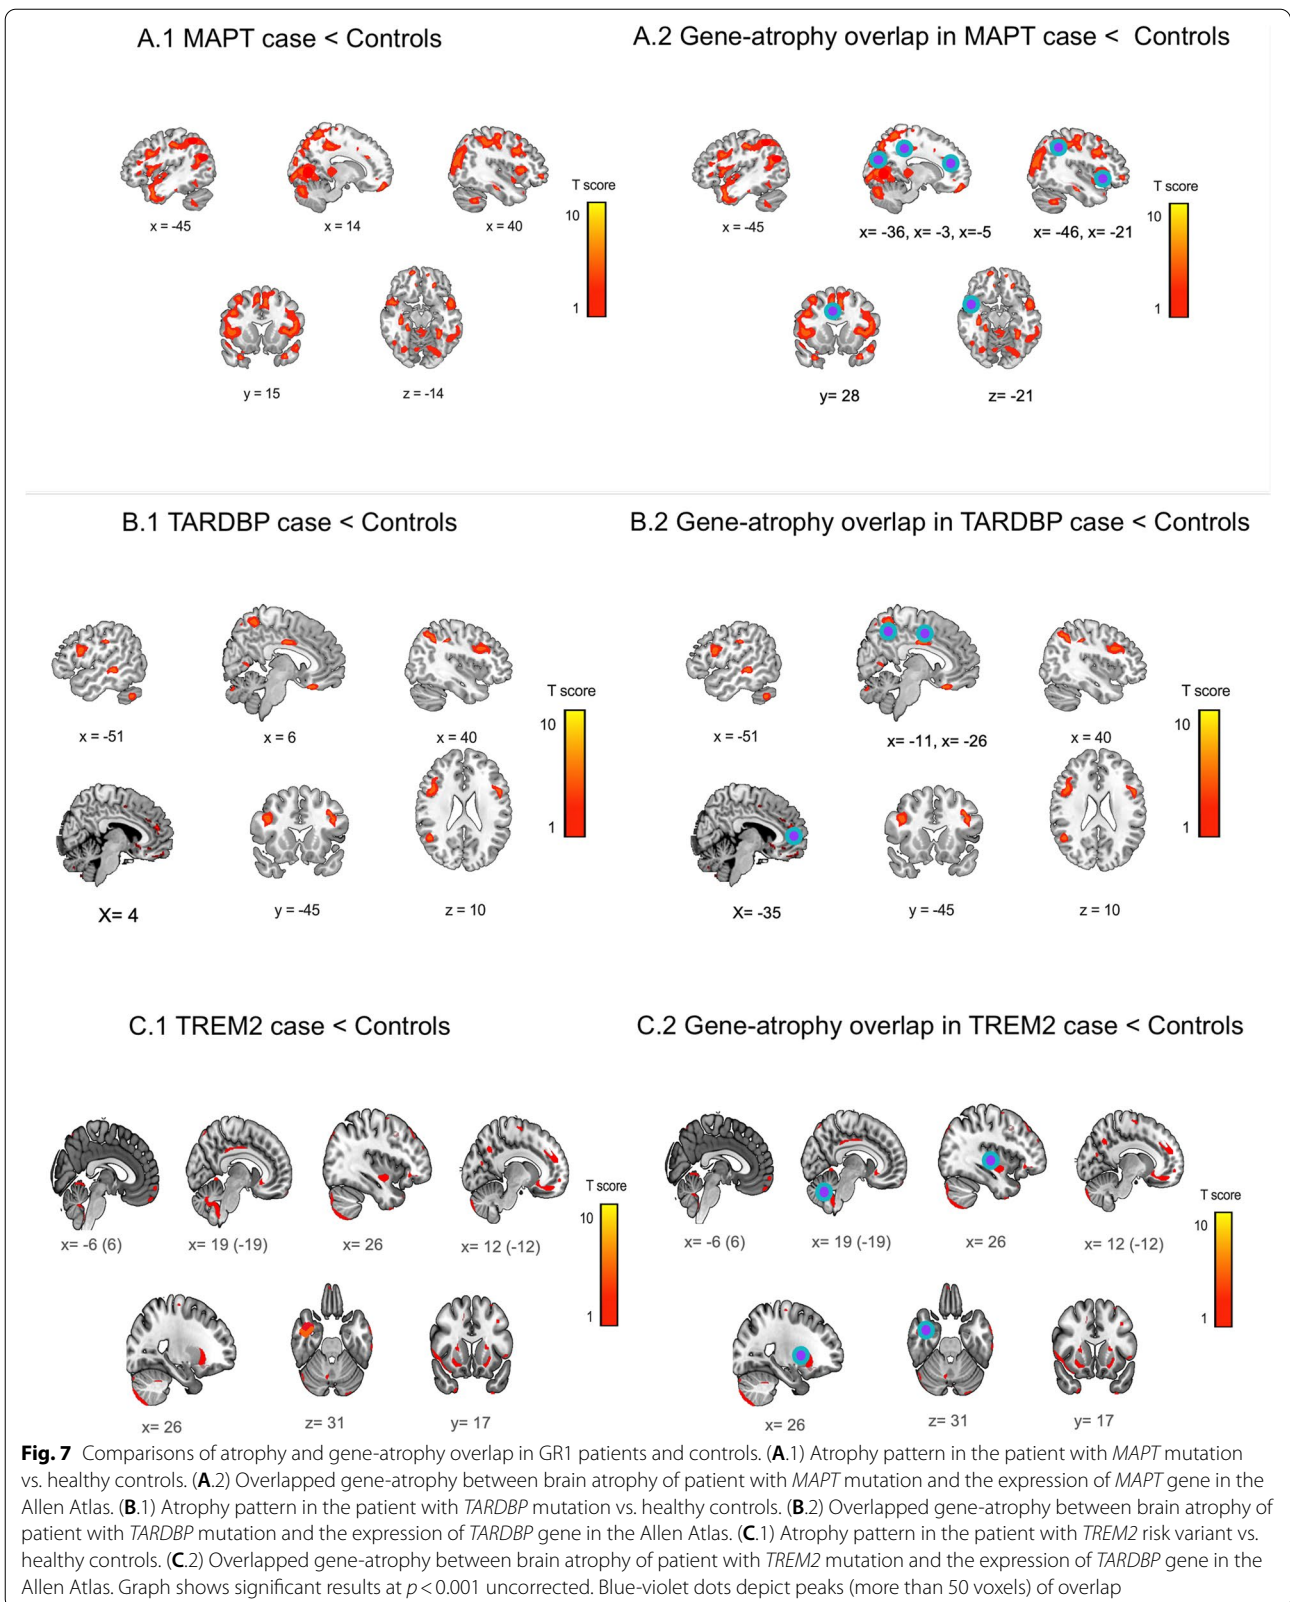 A.1 MAPT case < Controls
A.2 Gene-atrophy overlap in MAPT case < Controls
T score
10
1
x = -45
x = 14
x = 40
y = 15
z = -14
T score
10
1
x = -45
x= -36, x= -3, x=-5
x= -46, x= -21
y= 28
z= -21
B.1 TARDBP case < Controls
B.2 Gene-atrophy overlap in TARDBP case < Controls
T score
10
1
x = -51
x = 6
x = 40
X= 4
y = -45
z = 10
T score
10
1
x = -51
x= -11, x= -26
x = 40
X= -35
y = -45
z = 10
C.1 TREM2 case < Controls
C.2 Gene-atrophy overlap in TREM2 case < Controls
T score
10
1
x= -6 (6)
x= 19 (-19)
x= 26
x= 12 (-12)
x= 26
z= 31
y= 17
T score
10
1
x= -6 (6)
x= 19 (-19)
x= 26
x= 12 (-12)
x= 26
z= 31
y= 17
Fig. 7 Comparisons of atrophy and gene-atrophy overlap in GR1 patients and controls. (A.1) Atrophy pattern in the patient with MAPT mutation
vs. healthy controls. (A.2) Overlapped gene-atrophy between brain atrophy of patient with MAPT mutation and the expression of MAPT gene in the
Allen Atlas. (B.1) Atrophy pattern in the patient with TARDBP mutation vs. healthy controls. (B.2) Overlapped gene-atrophy between brain atrophy of
patient with TARDBP mutation and the expression of TARDBP gene in the Allen Atlas. (C.1) Atrophy pattern in the patient with TREM2 risk variant vs.
healthy controls. (C.2) Overlapped gene-atrophy between brain atrophy of patient with TREM2 mutation and the expression of TARDBP gene in the
Allen Atlas. Graph shows significant results at p < 0.001 uncorrected. Blue-violet dots depict peaks (more than 50 voxels) of overlap